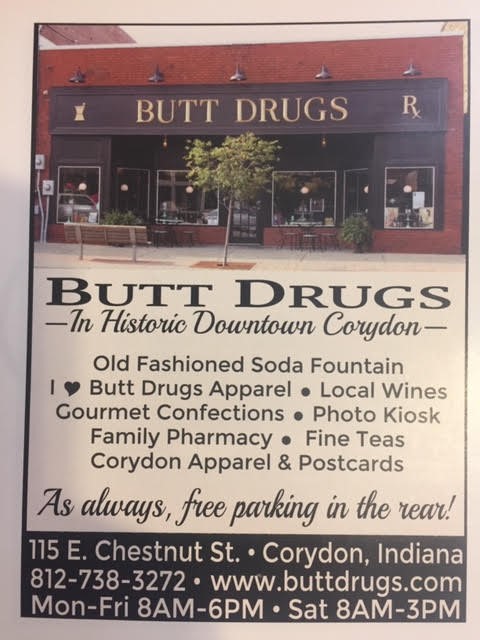 BUTT DRUGS Rx
BUTT DRUGS
—In Historic Downtown Corydon—
Old Fashioned Soda Fountain
I ♥ Butt Drugs Apparel • Local Wines
Gourmet Confections • Photo Kiosk
Family Pharmacy • Fine Teas
Corydon Apparel & Postcards
As always, free parking in the rear!
115 E. Chestnut St. • Corydon, Indiana
812-738-3272 • www.buttdrugs.com
Mon-Fri 8AM-6PM • Sat 8AM-3PM